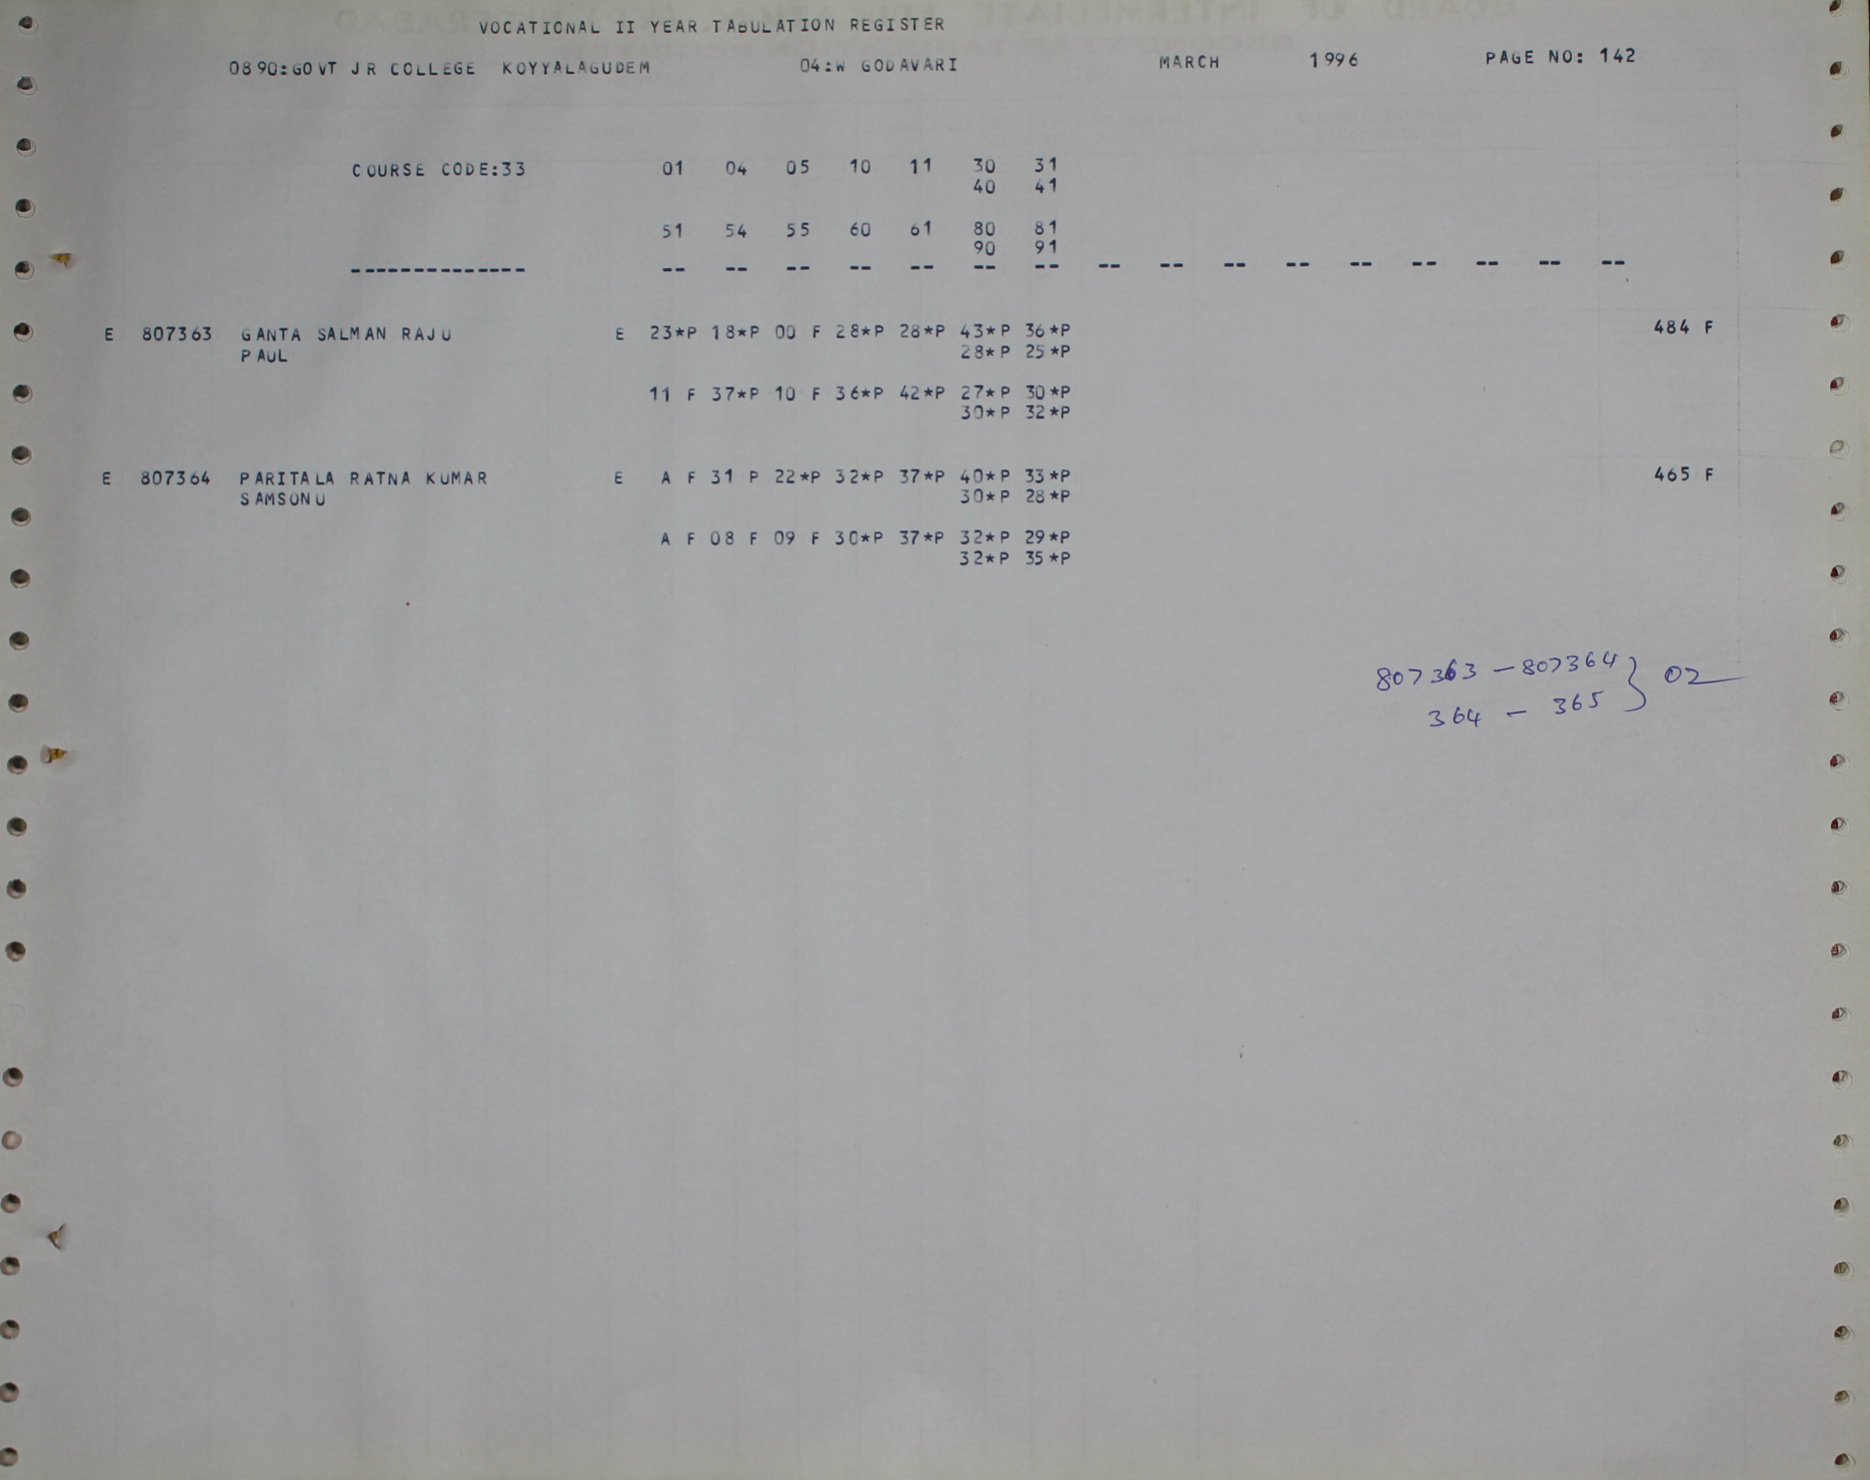 VOCATIONAL II YEAR TABULATION REGISTER
0890:GOVT JR COLLEGE KOYYALAGUDEM 04:W GODAVARI MARCH 1996 PAGE NO: 142
COURSE CODE:33 01 04 05 10 11 30 31
40 41
51 54 55 60 61 80 81
90 91
-------------- -- -- -- -- -- -- -- -- -- -- -- -- -- -- -- --
E 807363 GANTA SALMAN RAJU E 23*P 18*P 00 F 28*P 28*P 43*P 36*P 484 F
PAUL 28*P 25*P
11 F 37*P 10 F 36*P 42*P 27*P 30*P
30*P 32*P
E 807364 PARITALA RATNA KUMAR E A F 31 P 22*P 32*P 37*P 40*P 33*P 465 F
SAMSONU 30*P 28*P
A F 08 F 09 F 30*P 37*P 32*P 29*P
32*P 35*P
807363 - 807364 } 02
364 - 365